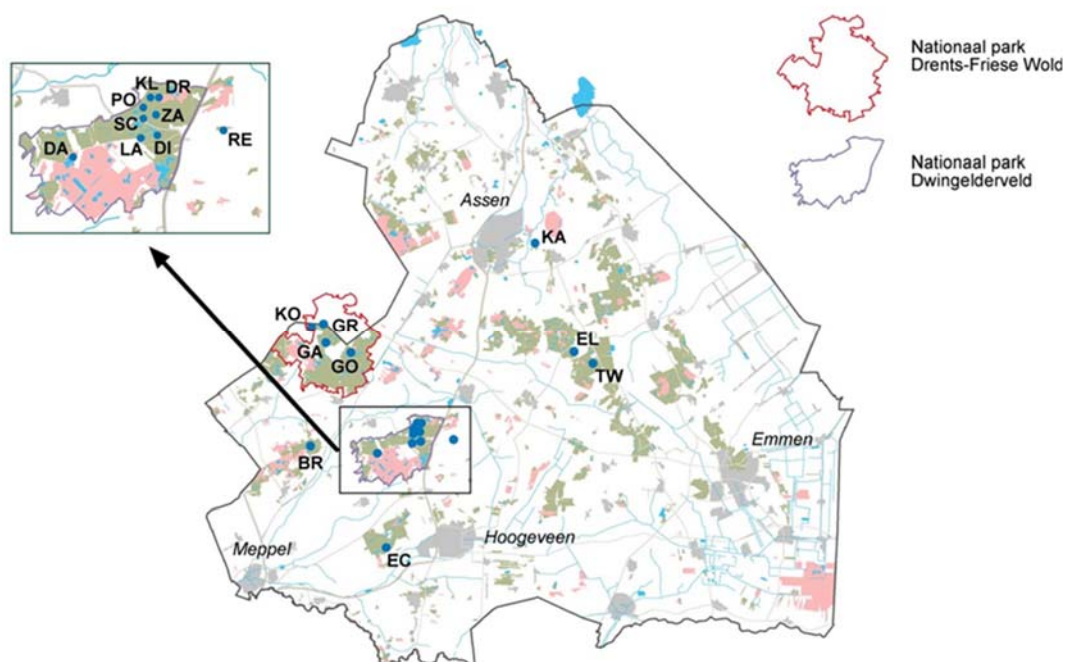 KL
DR
PO
SC
ZA
DA
LA
DI
RE
Nationaal park
Drents-Friese Wold
Nationaal park
Dwingelderveld
Assen
KA
KO
GR
GA
GO
EL
TW
BR
Emmen
Meppel
EC
Hoogeveen